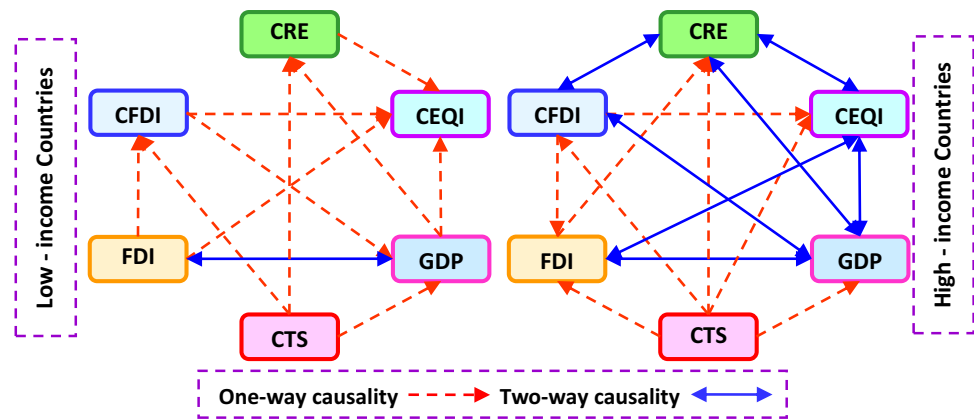 Low - income Countries
CRE
CFDI
CEQI
FDI
GDP
CTS
CRE
CFDI
CEQI
FDI
GDP
CTS
High - income Countries
One-way causality
Two-way causality